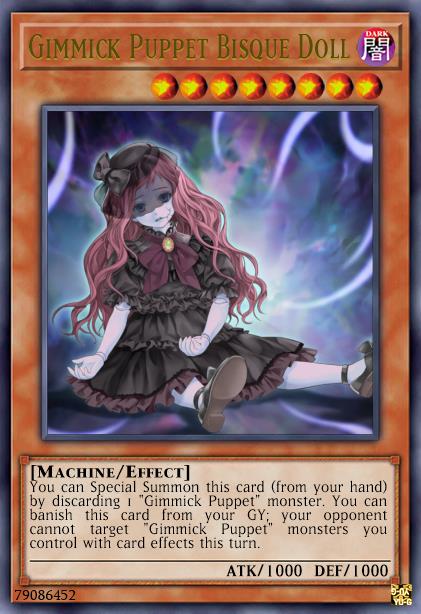 GIMMICK PUPPET BISQUE DOLL
DARK
闇
[MACHINE/EFFECT]
You can Special Summon this card (from your hand)
by discarding 1 "Gimmick Puppet" monster. You can
banish this card from your GY; your opponent
cannot target "Gimmick Puppet" monsters you
control with card effects this turn.
ATK/1000 DEF/1000
79086452